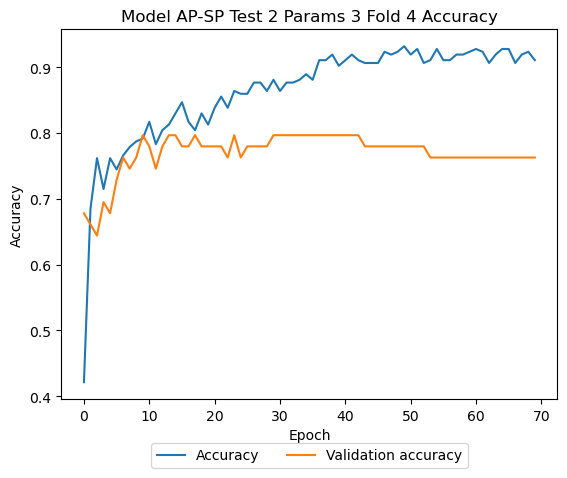 Model AP-SP Test 2 Params 3 Fold 4 Accuracy
Accuracy
0.9
0.8
0.7
0.6
0.5
0.4
0 10 20 30 40 50 60 70
Epoch
Accuracy Validation accuracy